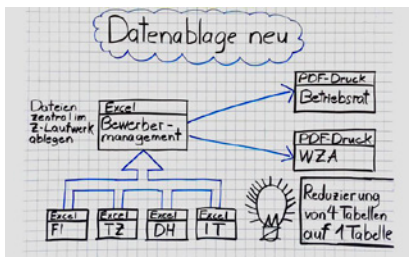 Datenablage neu
Dateien
zentral im
Z-Laufwerk
ablegen
Excel
Bewerber-
management
PDF-Druck
Betriebsrat
PDF-Druck
WZA
Excel
FI
Excel
TZ
Excel
DH
Excel
IT
Reduzierung
von 4 Tabellen
auf 1 Tabelle